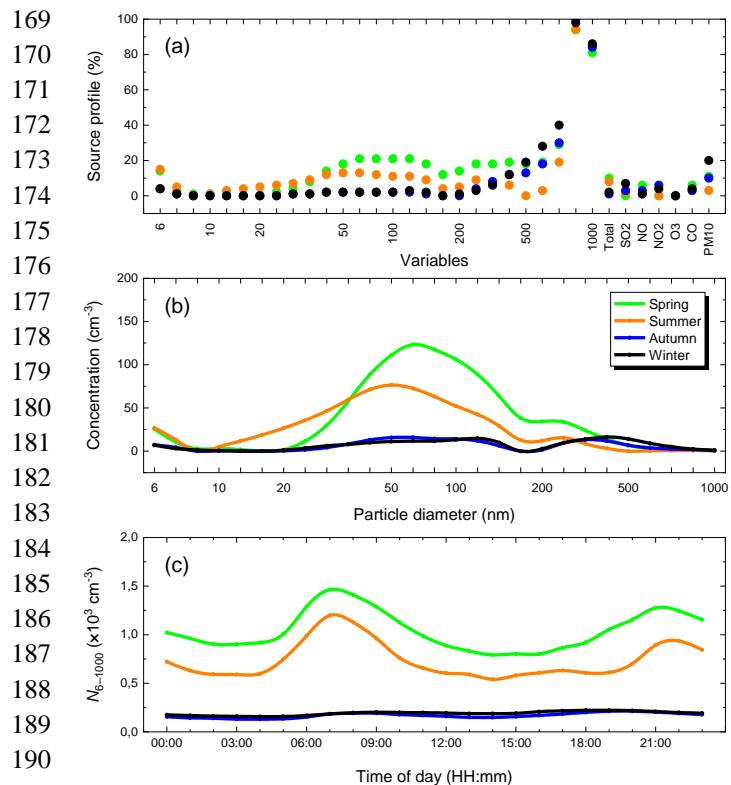 169
170
171
172
173
174
175
176
177
178
179
180
181
182
183
184
185
186
187
188
189
190
(a)
Source profile (%)
100
80
60
40
20
0
6 10 20 50 100 200 500 1000 Total SO2 NO NO2 O3 CO PM10
Variables
(b)
Concentration (cm⁻³)
200
150
100
50
0
Spring
Summer
Autumn
Winter
6 10 20 50 100 200 500 1000
Particle diameter (nm)
(c)
N6–1000 (×10³ cm⁻³)
2,0
1,5
1,0
0,5
0,0
00:00 03:00 06:00 09:00 12:00 15:00 18:00 21:00
Time of day (HH:mm)